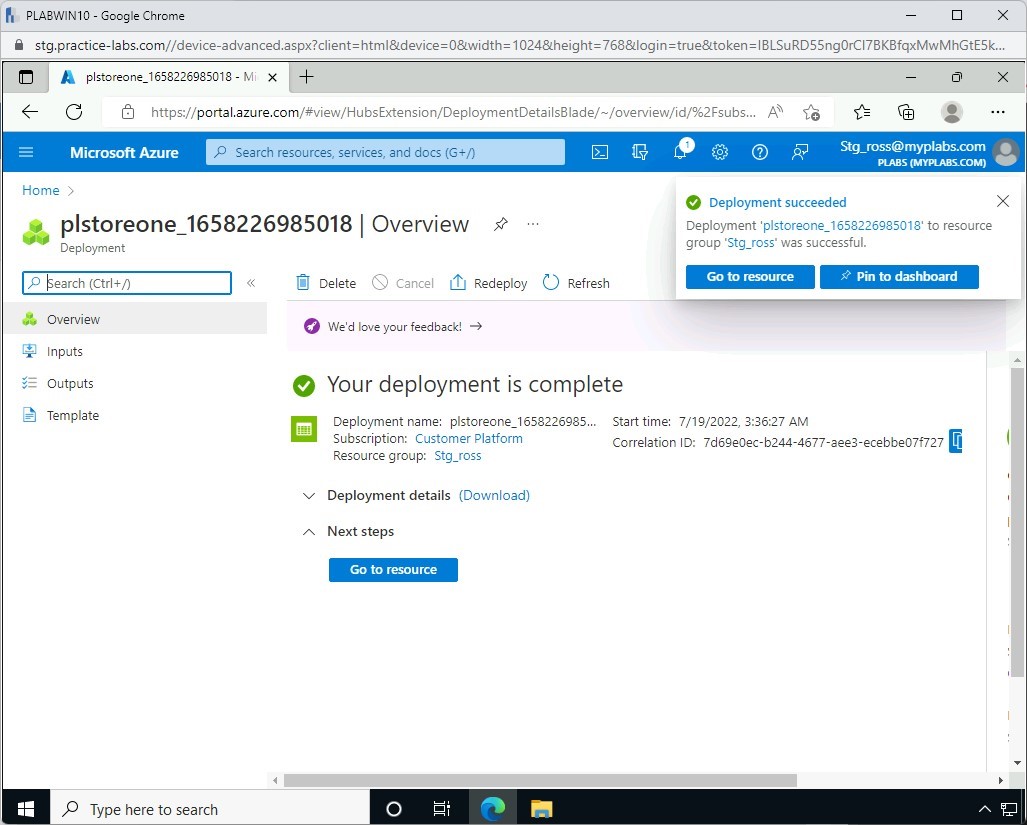 PLABWIN10 - Google Chrome
stg.practice-labs.com//device-advanced.aspx?client=html&device=0&width=1024&height=768&login=true&token=IBLSuRD55ng0rCI7BKBfqxMwMhGtE5k...
plstoreone_1658226985018 - Mi
https://portal.azure.com/#view/HubsExtension/DeploymentDetailsBlade/~/overview/id/%2Fsubs...
Microsoft Azure
Search resources, services, and docs (G+/)
1
Stg_ross@myplabs.com
PLABS (MYPLABS.COM)
Home
plstoreone_1658226985018 | Overview
Deployment
Deployment succeeded
Deployment 'plstoreone_1658226985018' to resource
group 'Stg_ross' was successful.
Go to resource
Pin to dashboard
Search (Ctrl+/)
Delete
Cancel
Redeploy
Refresh
Overview
Inputs
Outputs
Template
We'd love your feedback!
Your deployment is complete
Deployment name: plstoreone_1658226985...
Subscription: Customer Platform
Resource group: Stg_ross
Start time: 7/19/2022, 3:36:27 AM
Correlation ID: 7d69e0ec-b244-4677-aee3-ecebbe07f727
Deployment details (Download)
Next steps
Go to resource
Type here to search